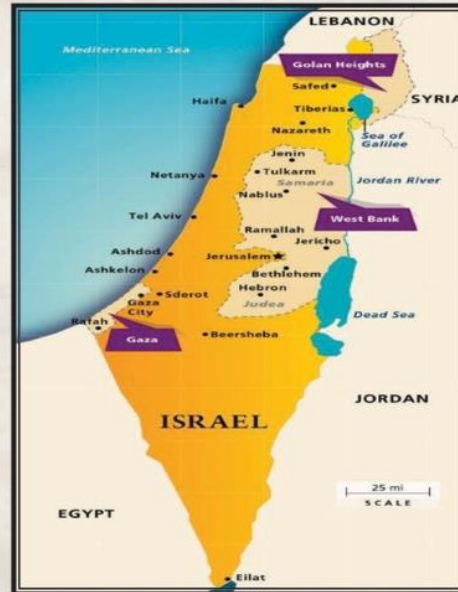 LEBANON
Mediterranean Sea
Golan Heights
Safed
SYRIA
Haifa
Tiberias
Nazareth
Sea of
Galilee
Jenin
Tulkarm
Netanya
Samaria
Jordan River
Nablus
West Bank
Tel Aviv
Ramallah
Jericho
Ashdod
Jerusalem
Ashkelon
Bethlehem
Sderot
Hebron
Gaza
City
Judea
Dead Sea
Rafah
Gaza
Beersheba
JORDAN
ISRAEL
25 mi
SCALE
EGYPT
Eilat